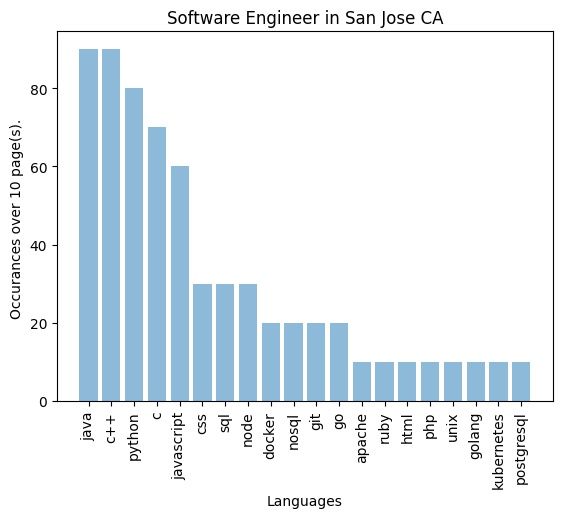 Software Engineer in San Jose CA
Occurances over 10 page(s).
80
60
40
20
0
java
c++
python
c
javascript
css
sql
node
docker
nosql
git
go
apache
ruby
html
php
unix
golang
kubernetes
postgresql
Languages